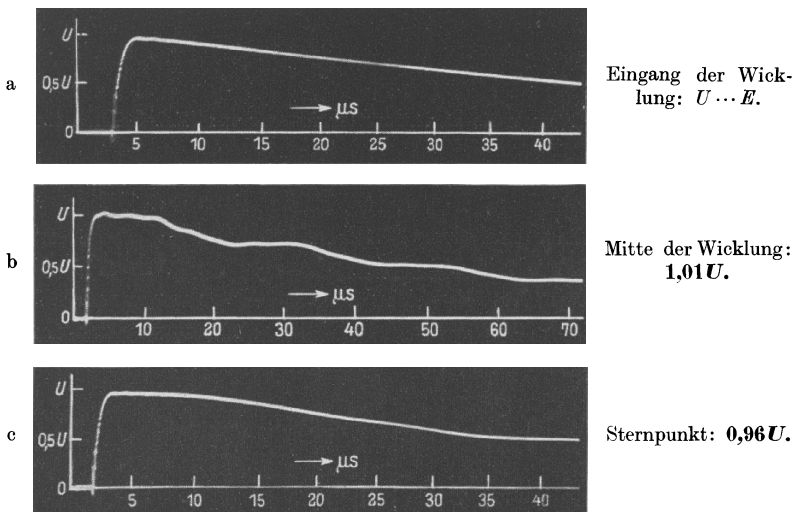 a
U
0,5U
0
→ μs
5 10 15 20 25 30 35 40
Eingang der Wick-
lung: U ··· E.
b
U
0,5U
0
→ μs
10 20 30 40 50 60 70
Mitte der Wicklung:
1,01U.
c
U
0,5U
0
→ μs
5 10 15 20 25 30 35 40
Sternpunkt: 0,96U.